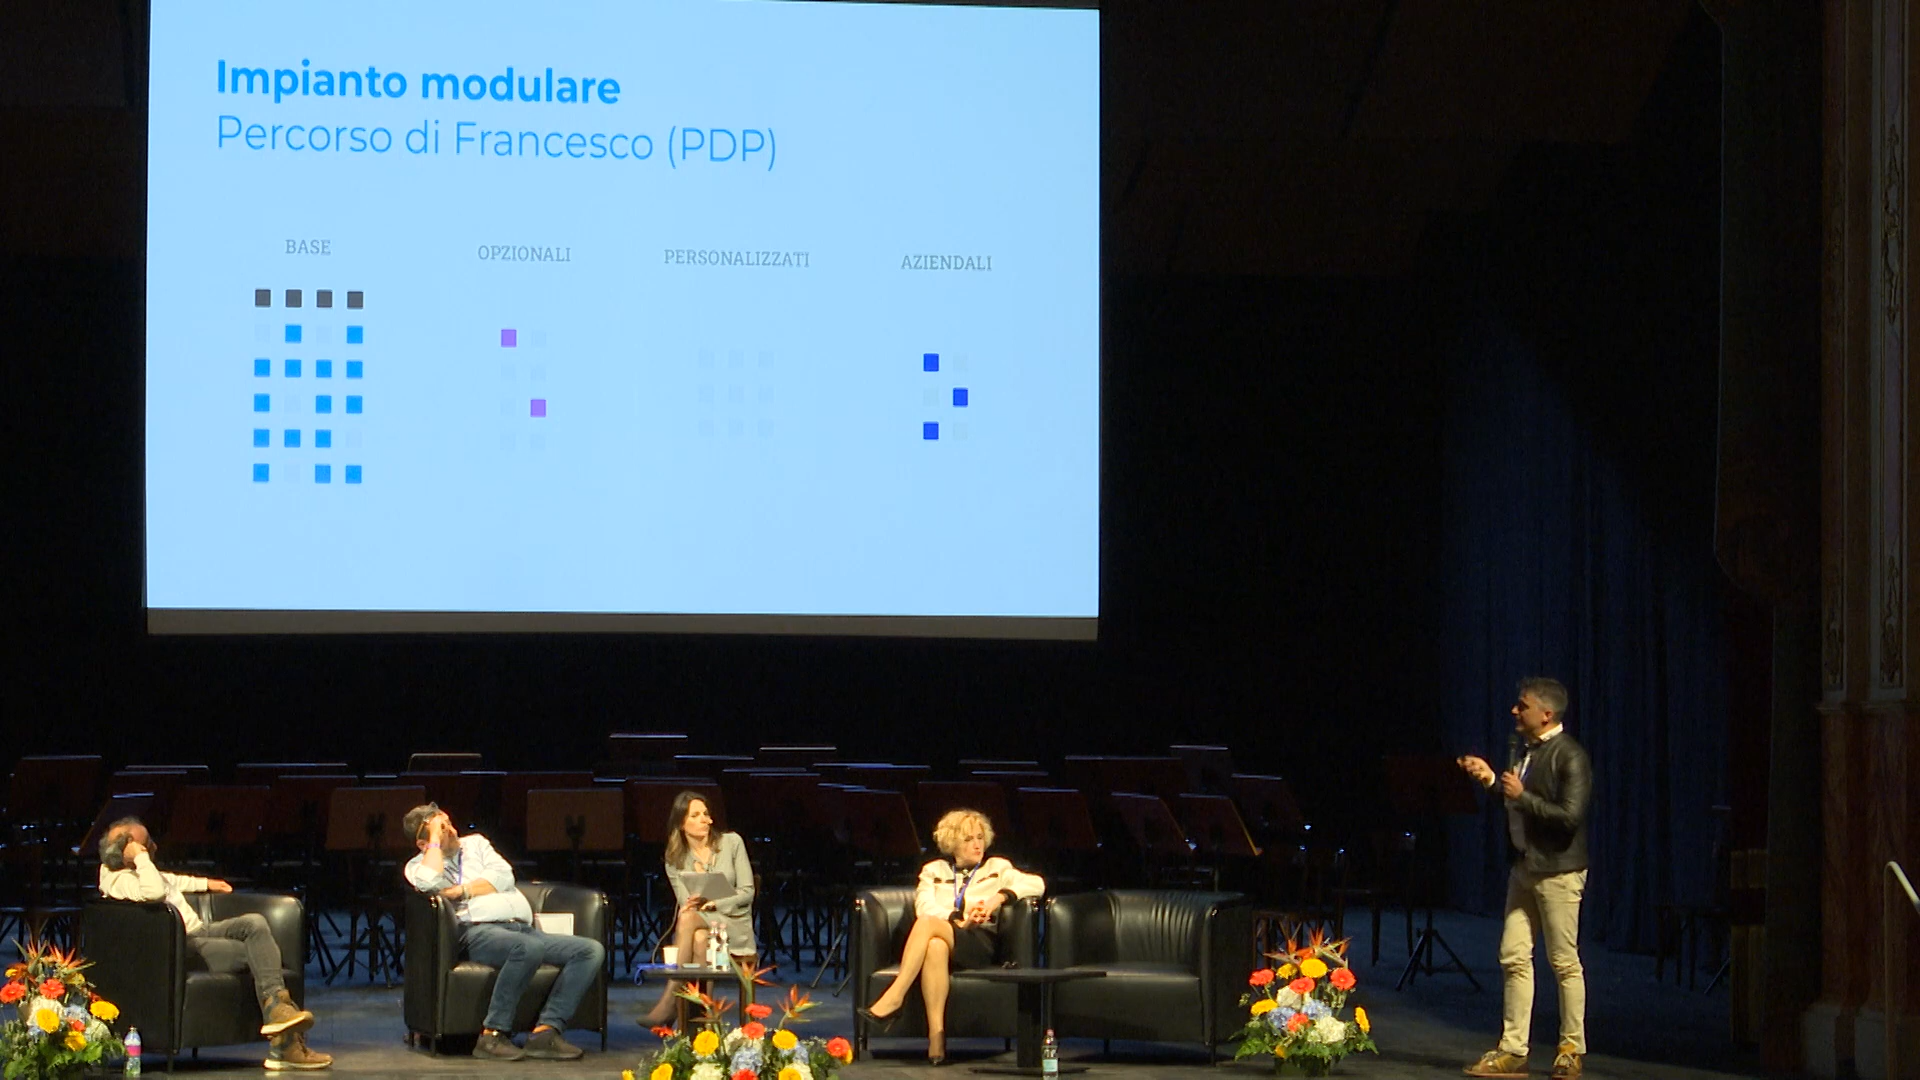 Impianto modulare
Percorso di Francesco (PDP)
BASE
OPZIONALI
PERSONALIZZATI
AZIENDALI